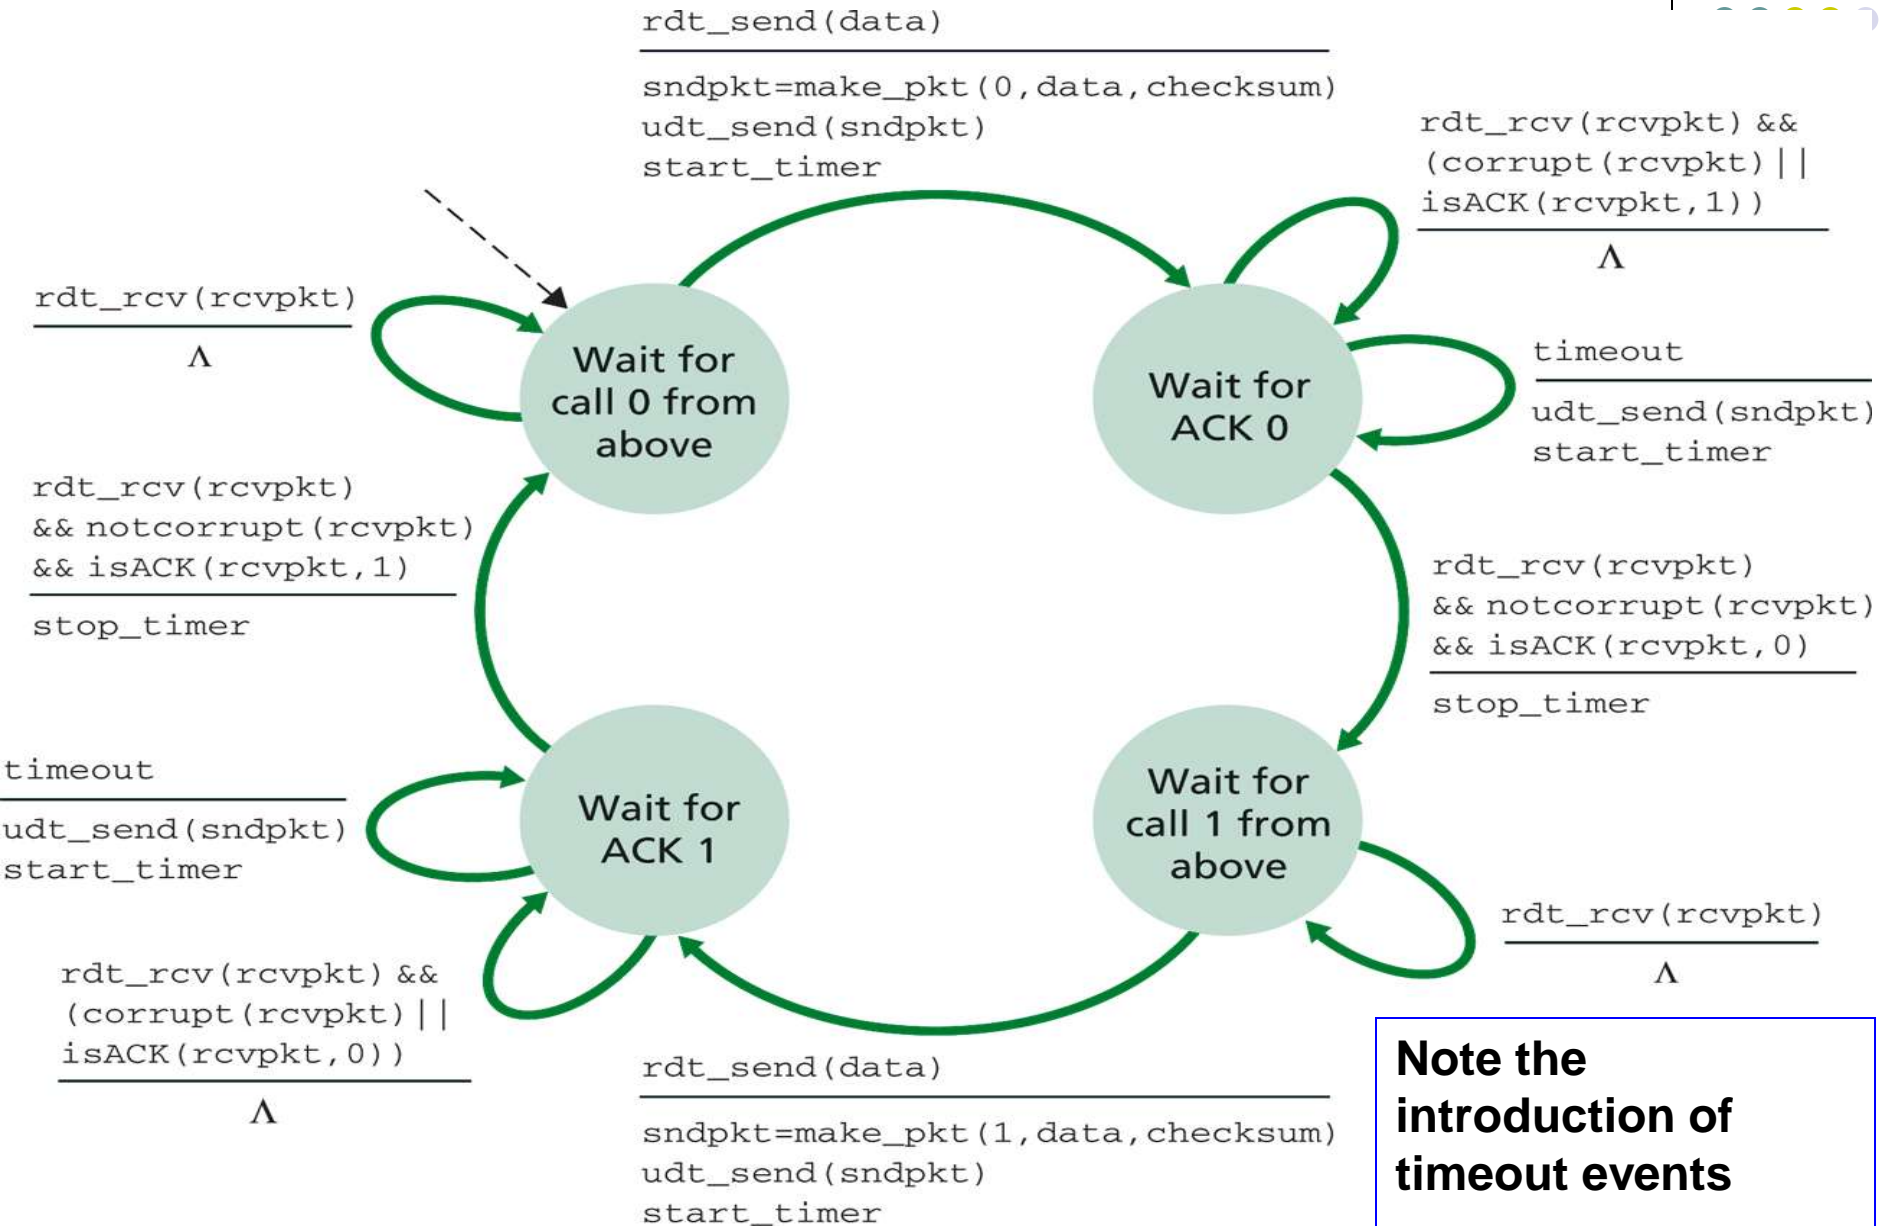 rdt_send(data)
sndpkt=make_pkt(0,data,checksum)
udt_send(sndpkt)
start_timer
rdt_rcv(rcvpkt) &&
(corrupt(rcvpkt)||
isACK(rcvpkt,1))
Λ
rdt_rcv(rcvpkt)
Λ
Wait for
call 0 from
above
Wait for
ACK 0
timeout
udt_send(sndpkt)
start_timer
rdt_rcv(rcvpkt)
&& notcorrupt(rcvpkt)
&& isACK(rcvpkt,1)
stop_timer
rdt_rcv(rcvpkt)
&& notcorrupt(rcvpkt)
&& isACK(rcvpkt,0)
stop_timer
timeout
udt_send(sndpkt)
start_timer
Wait for
ACK 1
Wait for
call 1 from
above
rdt_rcv(rcvpkt)
Λ
rdt_rcv(rcvpkt) &&
(corrupt(rcvpkt)||
isACK(rcvpkt,0))
Λ
rdt_send(data)
sndpkt=make_pkt(1,data,checksum)
udt_send(sndpkt)
start_timer
Note the
introduction of
timeout events